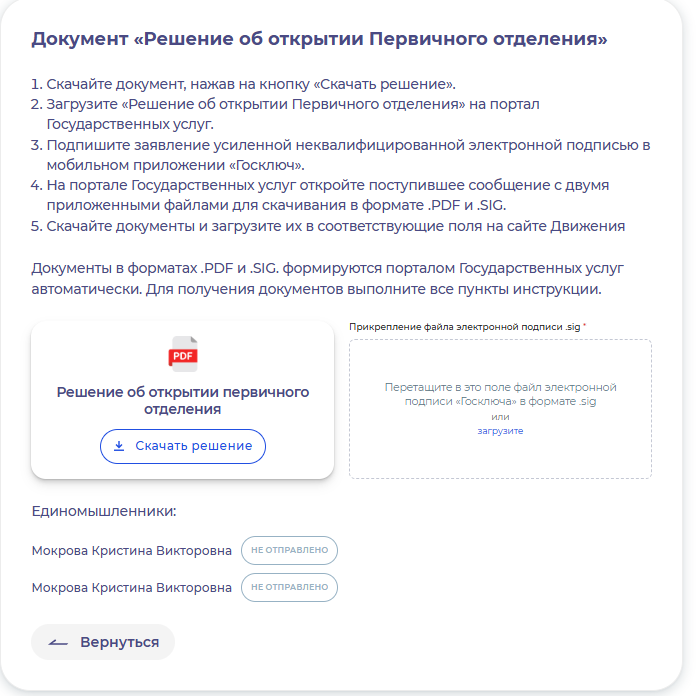 Документ «Решение об открытии Первичного отделения»
1. Скачайте документ, нажав на кнопку «Скачать решение».
2. Загрузите «Решение об открытии Первичного отделения» на портал
Государственных услуг.
3. Подпишите заявление усиленной неквалифицированной электронной подписью в
мобильном приложении «Госключ».
4. На портале Государственных услуг откройте поступившее сообщение с двумя
приложенными файлами для скачивания в формате .PDF и .SIG.
5. Скачайте документы и загрузите их в соответствующие поля на сайте Движения
Документы в форматах .PDF и .SIG. формируются порталом Государственных услуг
автоматически. Для получения документов выполните все пункты инструкции.
PDF
Решение об открытии первичного
отделения
Скачать решение
Прикрепление файла электронной подписи .sig *
Перетащите в это поле файл электронной
подписи «Госключа» в формате .sig
или
загрузите
Единомышленники:
Мокрова Кристина Викторовна НЕ ОТПРАВЛЕНО
Мокрова Кристина Викторовна НЕ ОТПРАВЛЕНО
Вернуться